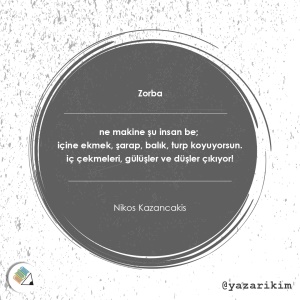 Zorba
ne makine şu insan be;
içine ekmek, şarap, balık, turp koyuyorsun.
iç çekmeleri, gülüşler ve düşler çıkıyor!
Nikos Kazancakis
@yazarikim